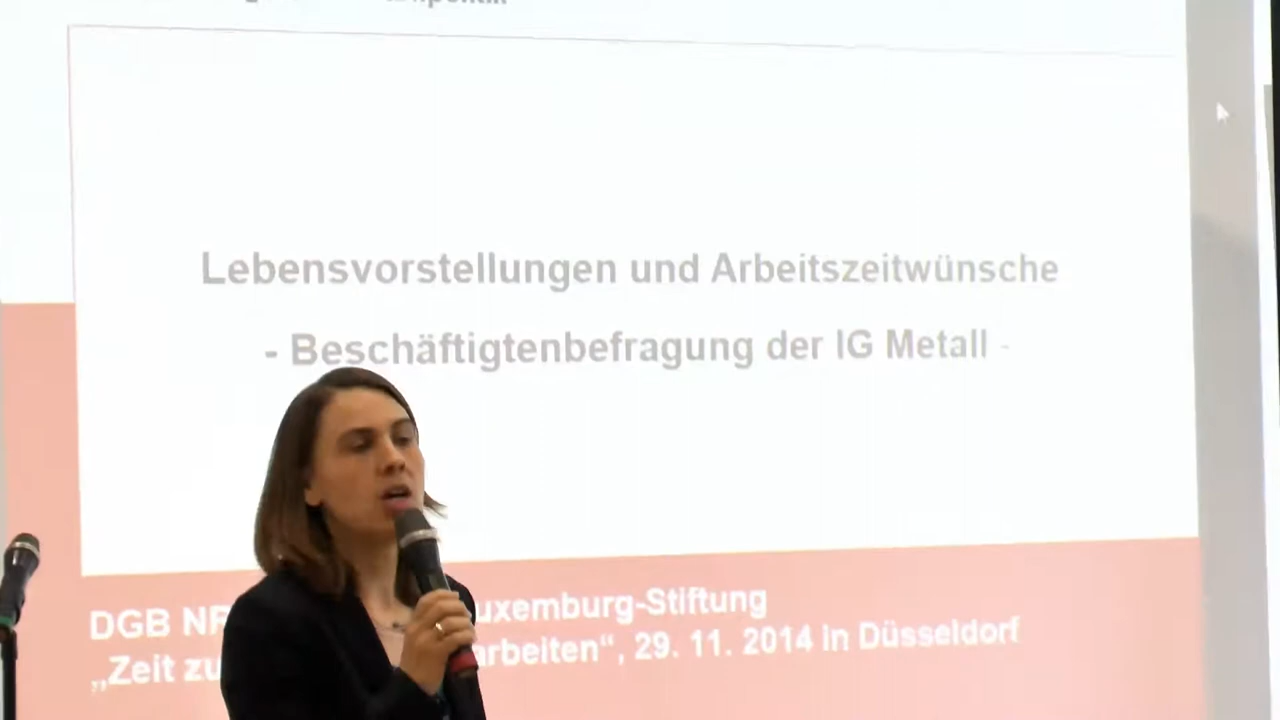 Lebensvorstellungen und Arbeitszeitwünsche
- Beschäftigtenbefragung der IG Metall -
DGB NR uxemburg-Stiftung
„Zeit zu arbeiten“, 29. 11. 2014 in Düsseldorf